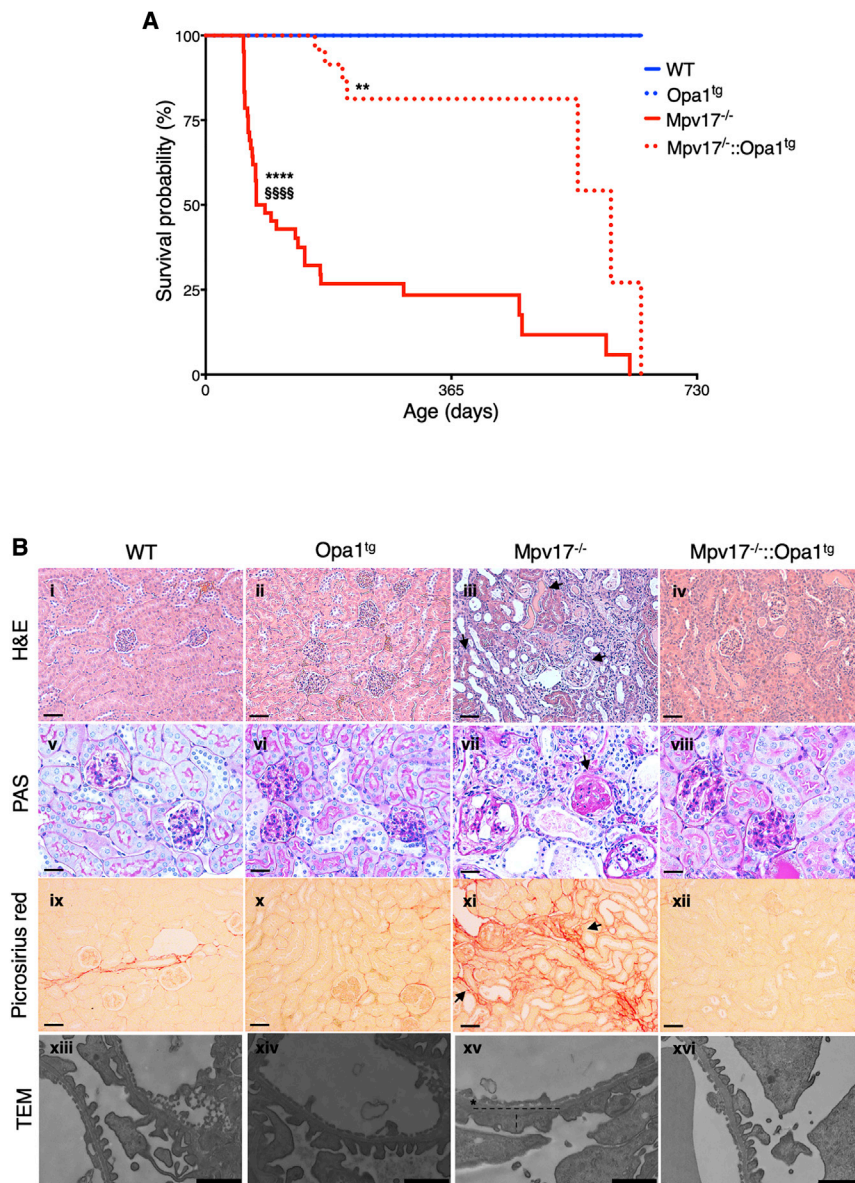 A
100
75
50
25
0
Survival probability (%)
**
****
§§§§
WT
Opa1tg
Mpv17-/-
Mpv17/-::Opa1tg
0 365 730
Age (days)
B
WT Opa1tg Mpv17-/- Mpv17-/-::Opa1tg
H&E
i ii iii iv
PAS
v vi vii viii
Picrosirius red
ix x xi xii
TEM
xiii xiv xv xvi
*